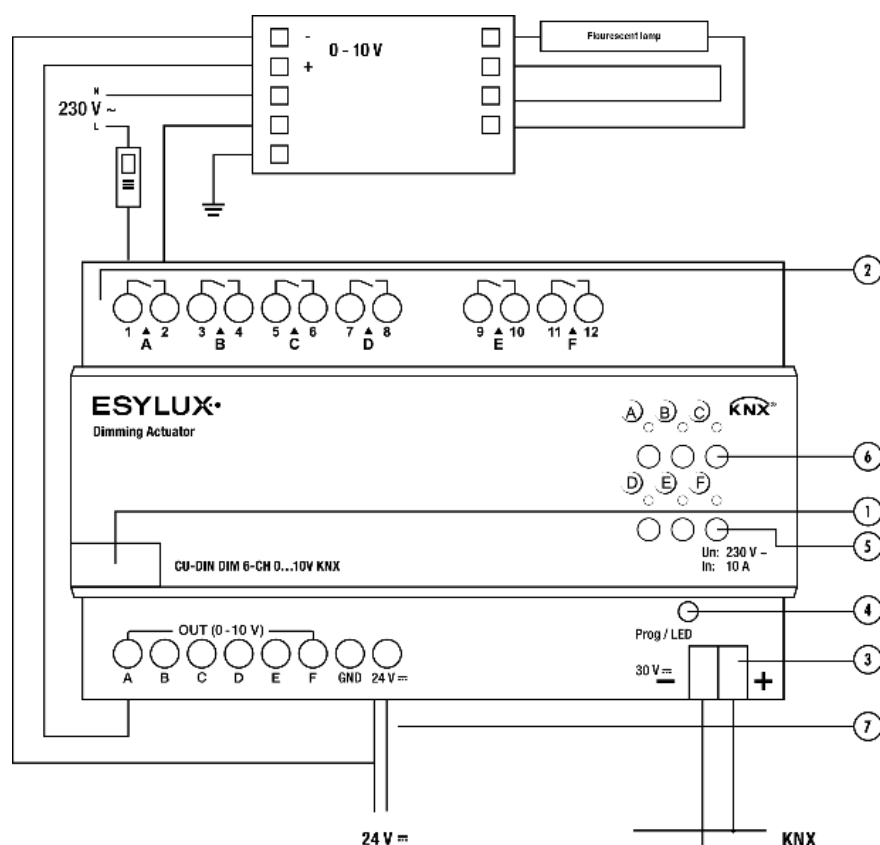 -
0 - 10 V
+
Flourescent lamp
N
230 V ~
L
2
1 2 3 4 5 6 7 8 9 10 11 12
A B C D E F
ESYLUX
Dimming Actuator
A B C
KNX®
6
D E F
1
5
Un: 230 V ~
In: 10 A
CU-DIN DIM 6-CH 0...10V KNX
4
Prog / LED
OUT (0 - 10 V)
3
30 V
- +
A B C D E F GND 24 V
7
24 V
KNX